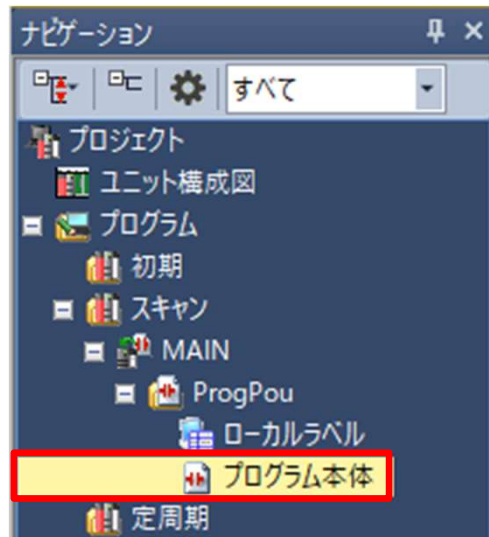 ナビゲーション
すべて
プロジェクト
ユニット構成図
プログラム
初期
スキャン
MAIN
ProgPou
ローカルラベル
プログラム本体
定周期